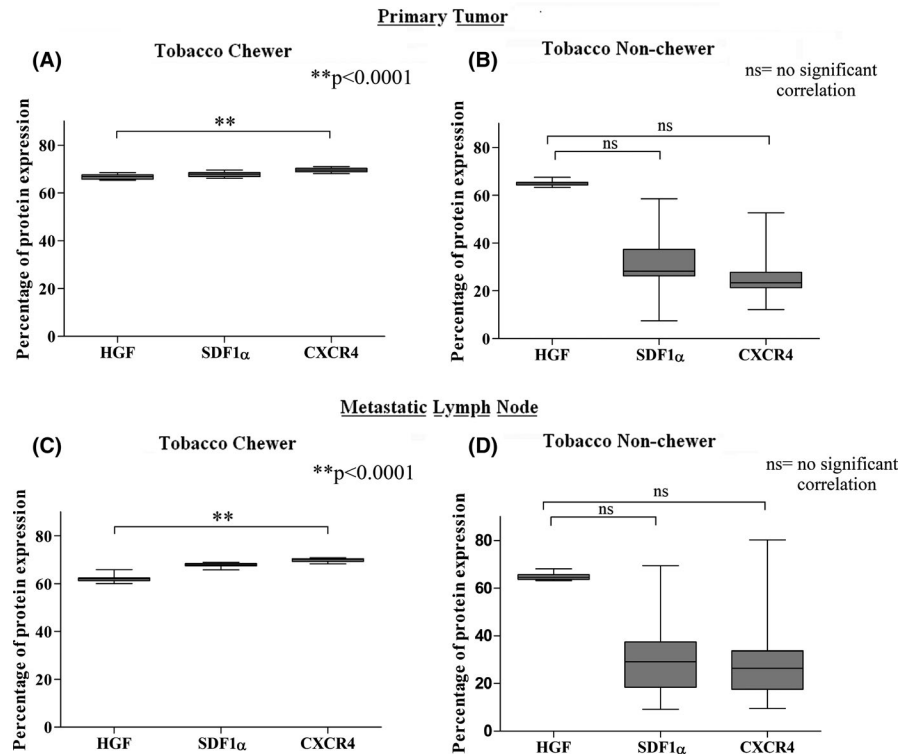 Primary Tumor
(A)
Tobacco Chewer
**p<0.0001
**
Percentage of protein expression
80
60
40
20
0
HGF
SDF1α
CXCR4
(B)
Tobacco Non-chewer
ns= no significant
correlation
ns
ns
Percentage of protein expression
80
60
40
20
0
HGF
SDF1α
CXCR4
Metastatic Lymph Node
(C)
Tobacco Chewer
**p<0.0001
**
Percentage of protein expression
80
60
40
20
0
HGF
SDF1α
CXCR4
(D)
Tobacco Non-chewer
ns= no significant
correlation
ns
ns
Percentage of protein expression
80
60
40
20
0
HGF
SDF1α
CXCR4